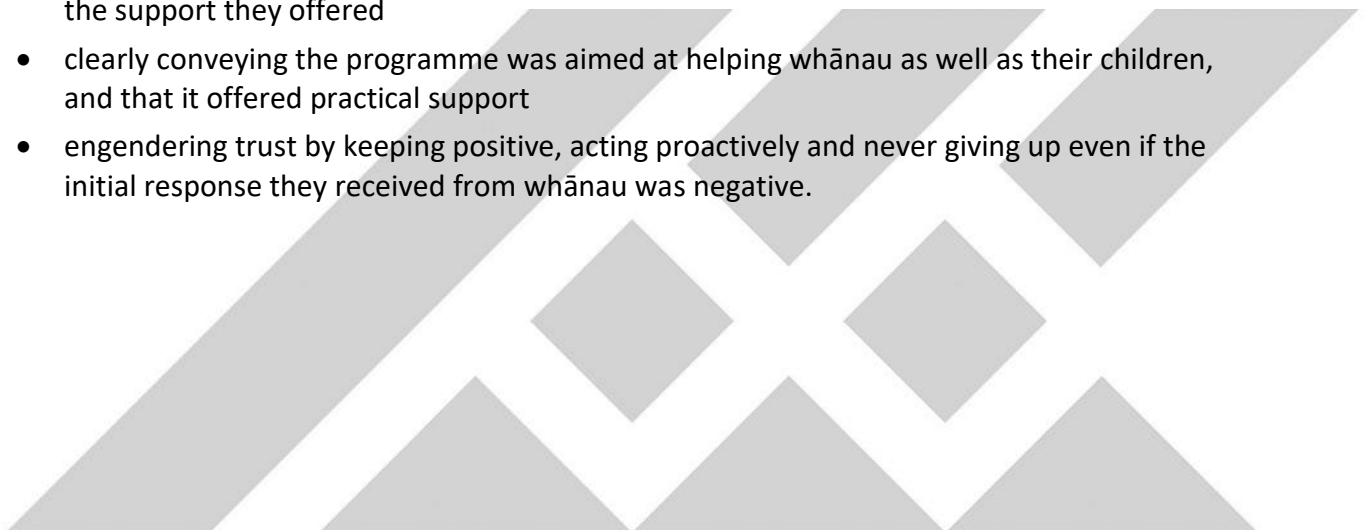 the support they offered
• clearly conveying the programme was aimed at helping whānau as well as their children,
and that it offered practical support
• engendering trust by keeping positive, acting proactively and never giving up even if the
initial response they received from whānau was negative.